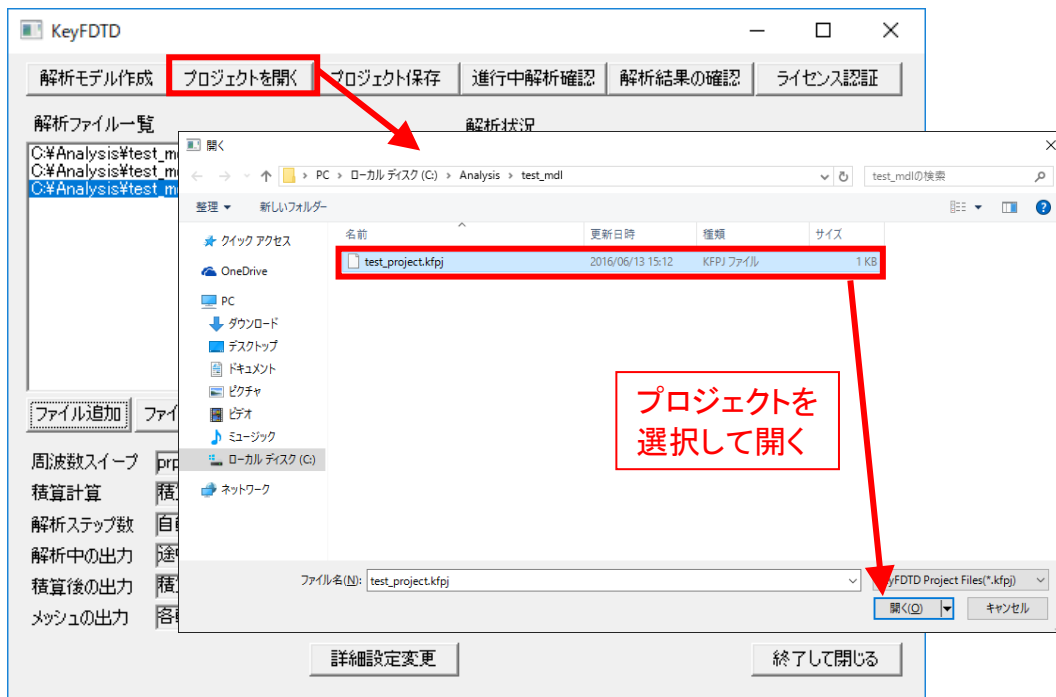 KeyFDTD
解析モデル作成 プロジェクトを開く プロジェクト保存 進行中解析確認 解析結果の確認 ライセンス認証
解析ファイル一覧 解析状況
C:¥Analysis¥test_m
C:¥Analysis¥test_m
C:¥Analysis¥test_m
開く
PC › ローカル ディスク (C:) › Analysis › test_mdl
test_mdlの検索
整理 新しいフォルダー
名前 更新日時 種類 サイズ
test_project.kfpj 2016/06/13 15:12 KFPJ ファイル 1 KB
クイック アクセス
OneDrive
PC
ダウンロード
デスクトップ
ドキュメント
ピクチャ
ビデオ
ミュージック
ローカル ディスク (C:)
ネットワーク
プロジェクトを
選択して開く
ファイル名(N): test_project.kfpj
KeyFDTD Project Files(*.kfpj)
開く(O) キャンセル
ファイル追加 ファイ
周波数スイープ prp
積算計算 積
解析ステップ数 自
解析中の出力 途
積算後の出力 積
メッシュの出力 各
詳細設定変更 終了して閉じる